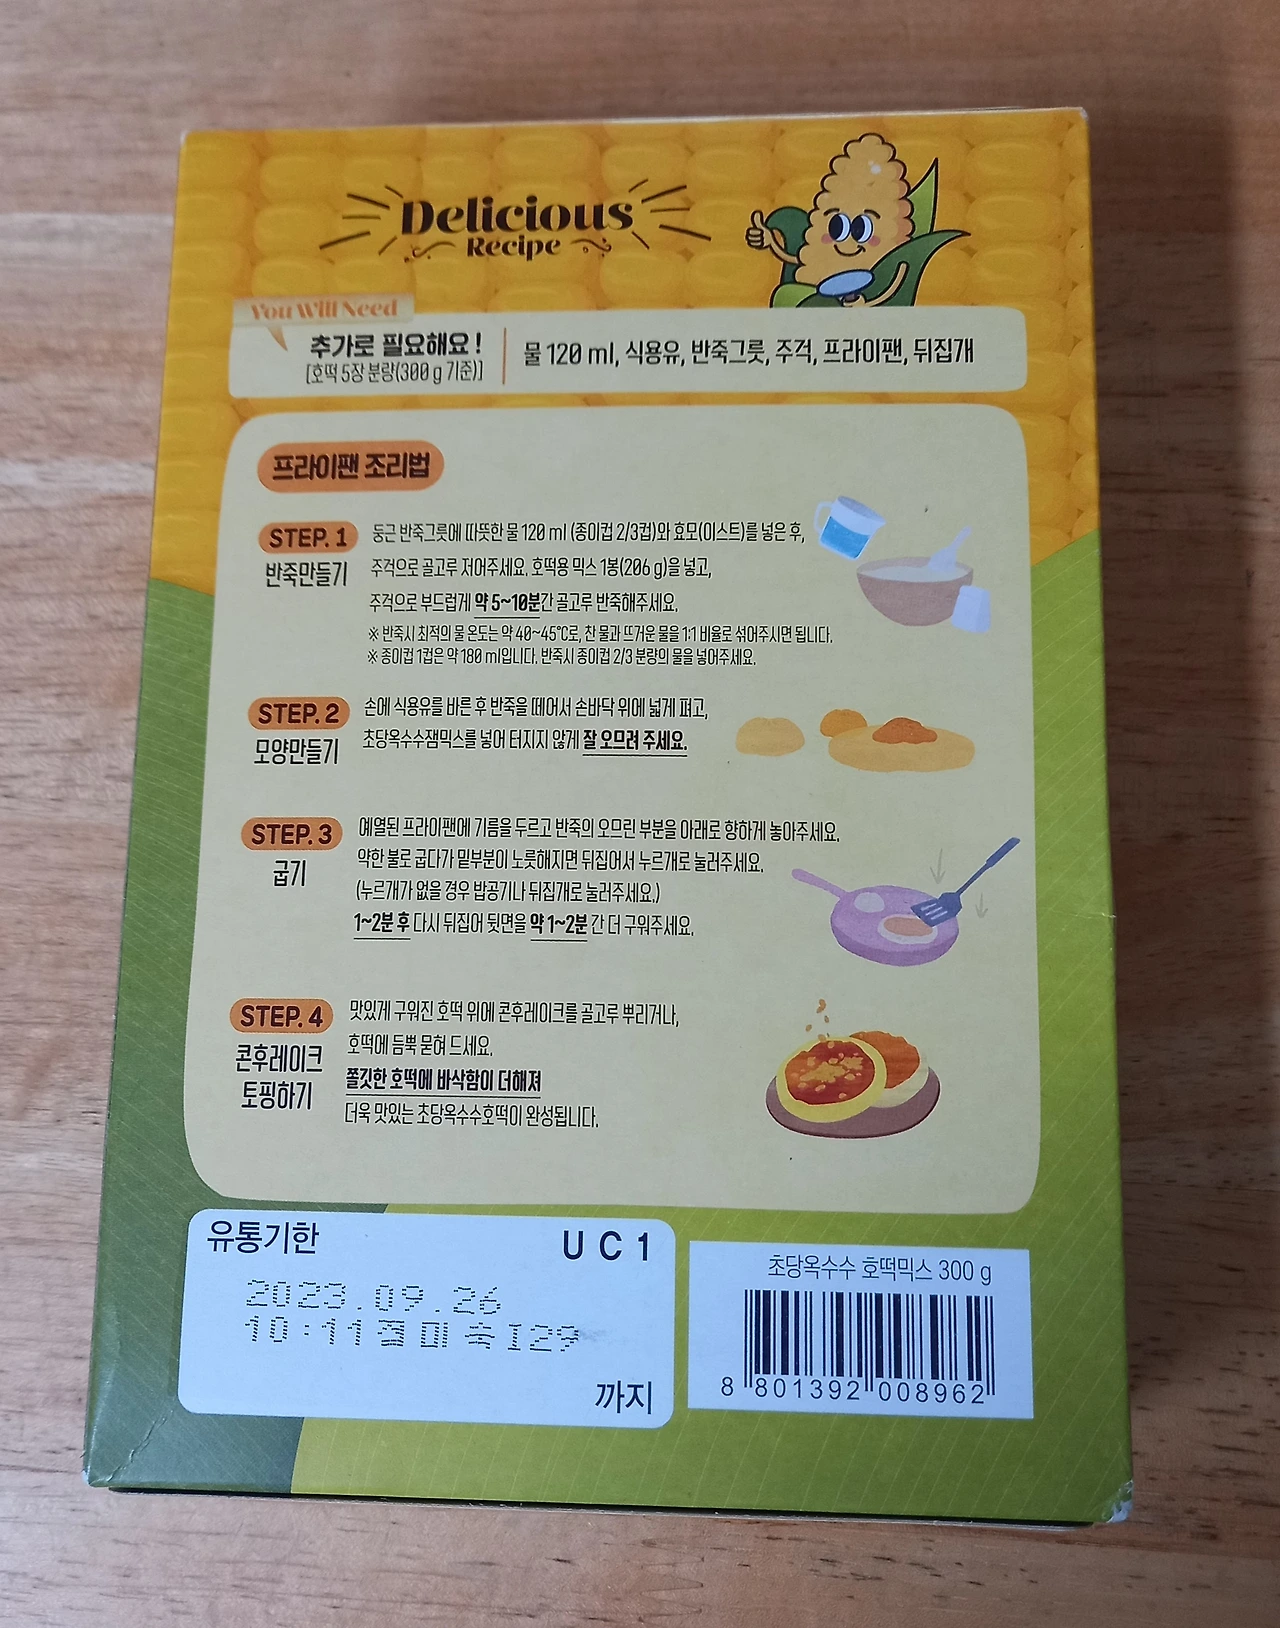 Delicious
Recipe
You Will Need
추가로 필요해요!
[호떡 5장 분량(300 g 기준)]
물 120 ml, 식용유, 반죽그릇, 주걱, 프라이팬, 뒤집개
프라이팬 조리법
STEP. 1
반죽만들기
둥근 반죽그릇에 따뜻한 물 120 ml (종이컵 2/3컵)와 효모(이스트)를 넣은 후,
주걱으로 골고루 저어주세요. 호떡용 믹스 1봉(206 g)을 넣고,
주걱으로 부드럽게 약 5~10분간 골고루 반죽해주세요.
※ 반죽시 최적의 물 온도는 약 40~45℃로, 찬 물과 뜨거운 물을 1:1 비율로 섞어주시면 됩니다.
※ 종이컵 1컵은 약 180 ml입니다. 반죽시 종이컵 2/3 분량의 물을 넣어주세요.
STEP. 2
모양만들기
손에 식용유를 바른 후 반죽을 떼어서 손바닥 위에 넓게 펴고,
초당옥수수잼믹스를 넣어 터지지 않게 잘 오므려 주세요.
STEP. 3
굽기
예열된 프라이팬에 기름을 두르고 반죽의 오므린 부분을 아래로 향하게 놓아주세요.
약한 불로 굽다가 밑부분이 노릇해지면 뒤집어서 누르개로 눌러주세요.
(누르개가 없을 경우 밥공기나 뒤집개로 눌러주세요.)
1~2분 후 다시 뒤집어 뒷면을 약 1~2분 간 더 구워주세요.
STEP. 4
콘후레이크
토핑하기
맛있게 구워진 호떡 위에 콘후레이크를 골고루 뿌리거나,
호떡에 듬뿍 묻혀 드세요.
쫄깃한 호떡에 바삭함이 더해져
더욱 맛있는 초당옥수수호떡이 완성됩니다.
유통기한
UC1
2023.09.26
10:11 I29
까지
초당옥수수 호떡믹스 300 g
8 801392 008962